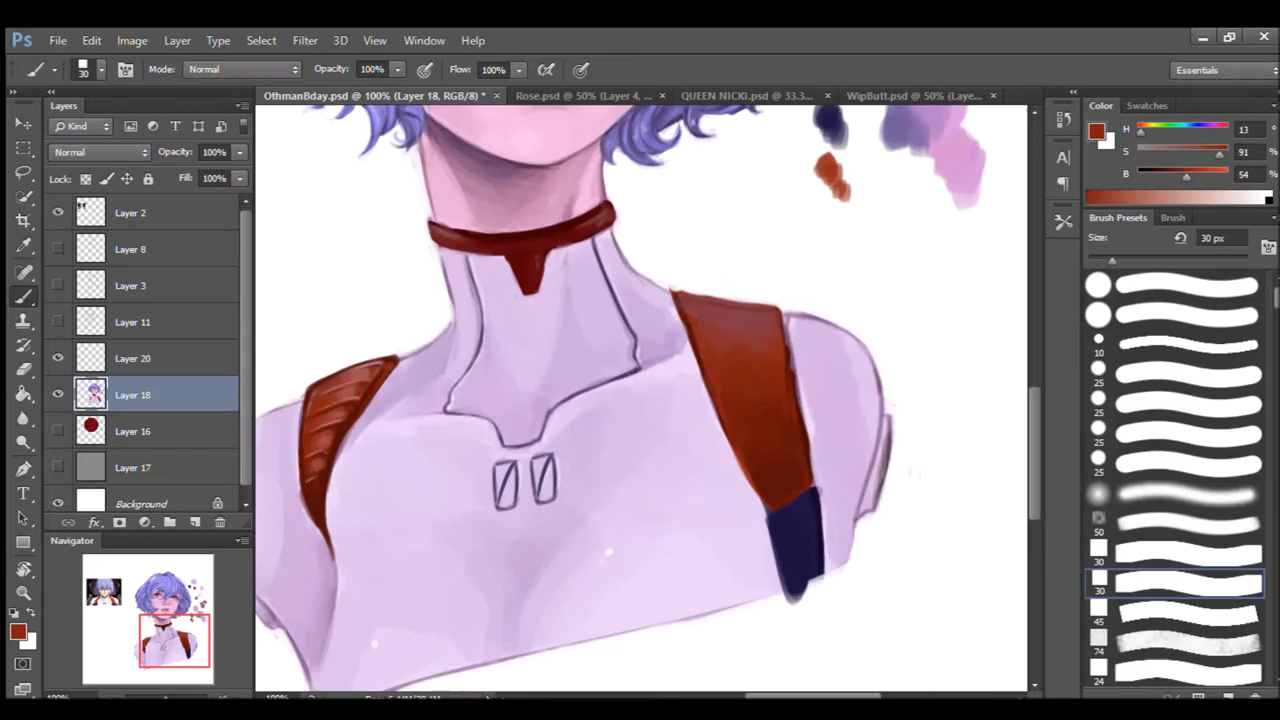 Ps File Edit Image Layer Type Select Filter 3D View Window Help
30 Mode: Normal Opacity: 100% Flow: 100% Essentials
OthmanBday.psd @ 100% (Layer 18, RGB/8) * × Rose.psd @ 50% (Layer 4, ... × QUEEN NICKI.psd @ 33.3... × WipButt.psd @ 50% (Laye... ×
Layers
Kind
Normal Opacity: 100%
Lock: Fill: 100%
Layer 2
Layer 8
Layer 3
Layer 11
Layer 20
Layer 18
Layer 16
Layer 17
Background
fx
Navigator
00
Color Swatches
H 13 °
S 91 %
B 54 %
Brush Presets Brush
Size: 30 px
10
25
25
25
25
50
30
30
45
74
24